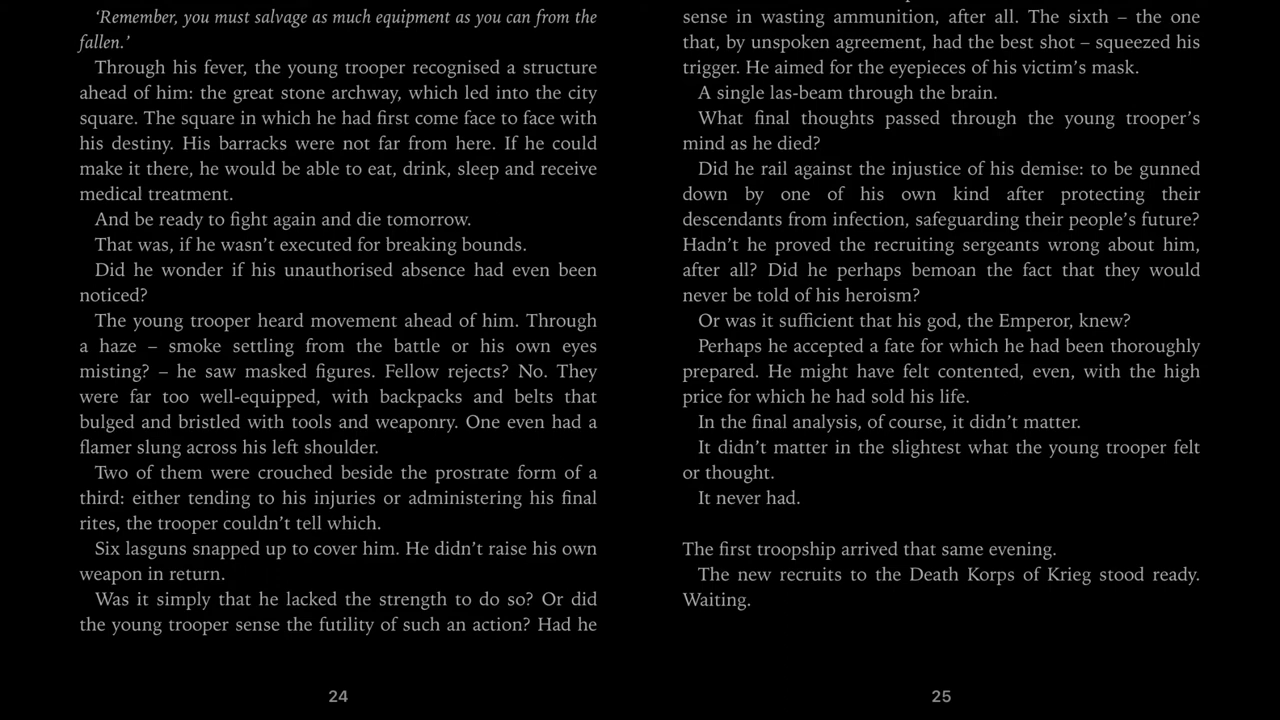 ‘Remember, you must salvage as much equipment as you can from the
fallen.’
Through his fever, the young trooper recognised a structure
ahead of him: the great stone archway, which led into the city
square. The square in which he had first come face to face with
his destiny. His barracks were not far from here. If he could
make it there, he would be able to eat, drink, sleep and receive
medical treatment.
And be ready to fight again and die tomorrow.
That was, if he wasn’t executed for breaking bounds.
Did he wonder if his unauthorised absence had even been
noticed?
The young trooper heard movement ahead of him. Through
a haze – smoke settling from the battle or his own eyes
misting? – he saw masked figures. Fellow rejects? No. They
were far too well-equipped, with backpacks and belts that
bulged and bristled with tools and weaponry. One even had a
flamer slung across his left shoulder.
Two of them were crouched beside the prostrate form of a
third: either tending to his injuries or administering his final
rites, the trooper couldn’t tell which.
Six lasguns snapped up to cover him. He didn’t raise his own
weapon in return.
Was it simply that he lacked the strength to do so? Or did
the young trooper sense the futility of such an action? Had he
24
sense in wasting ammunition, after all. The sixth – the one
that, by unspoken agreement, had the best shot – squeezed his
trigger. He aimed for the eyepieces of his victim’s mask.
A single las-beam through the brain.
What final thoughts passed through the young trooper’s
mind as he died?
Did he rail against the injustice of his demise: to be gunned
down by one of his own kind after protecting their
descendants from infection, safeguarding their people’s future?
Hadn’t he proved the recruiting sergeants wrong about him,
after all? Did he perhaps bemoan the fact that they would
never be told of his heroism?
Or was it sufficient that his god, the Emperor, knew?
Perhaps he accepted a fate for which he had been thoroughly
prepared. He might have felt contented, even, with the high
price for which he had sold his life.
In the final analysis, of course, it didn’t matter.
It didn’t matter in the slightest what the young trooper felt
or thought.
It never had.
The first troopship arrived that same evening.
The new recruits to the Death Korps of Krieg stood ready.
Waiting.
25